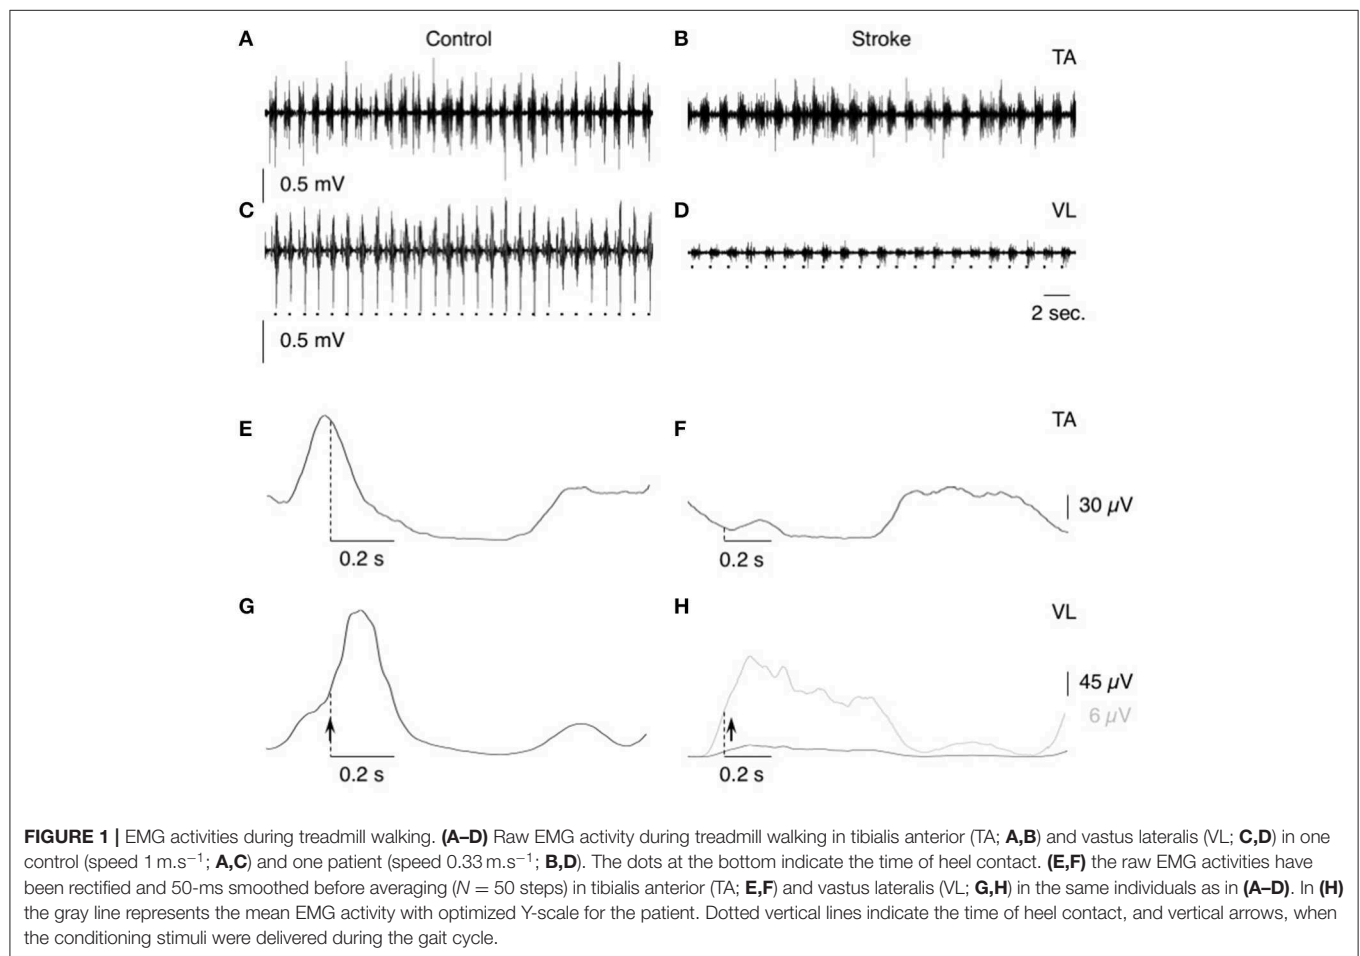 A Control B Stroke TA
0.5 mV
C D VL
2 sec.
0.5 mV
TA
E F
30 µV
0.2 s 0.2 s
G H VL
45 µV
6 µV
0.2 s 0.2 s
FIGURE 1 | EMG activities during treadmill walking. (A–D) Raw EMG activity during treadmill walking in tibialis anterior (TA; A,B) and vastus lateralis (VL; C,D) in one
control (speed 1 m.s−1; A,C) and one patient (speed 0.33 m.s−1; B,D). The dots at the bottom indicate the time of heel contact. (E,F) the raw EMG activities have
been rectified and 50-ms smoothed before averaging (N = 50 steps) in tibialis anterior (TA; E,F) and vastus lateralis (VL; G,H) in the same individuals as in (A–D). In (H)
the gray line represents the mean EMG activity with optimized Y-scale for the patient. Dotted vertical lines indicate the time of heel contact, and vertical arrows, when
the conditioning stimuli were delivered during the gait cycle.